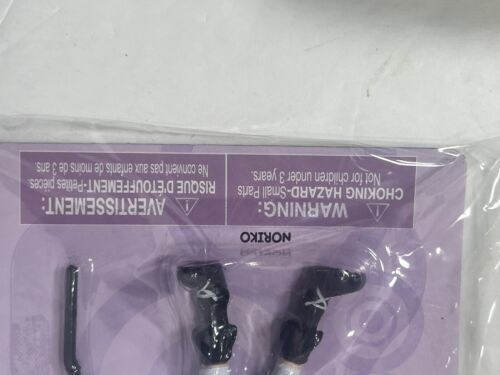 NORIKO
WARNING:
CHOKING HAZARD-Small Parts
Not for children under 3 years.
AVERTISSEMENT:
RISQUE D'ÉTOUFFEMENT-Petites pièces.
Ne convient pas aux enfants de moins de 3 ans.